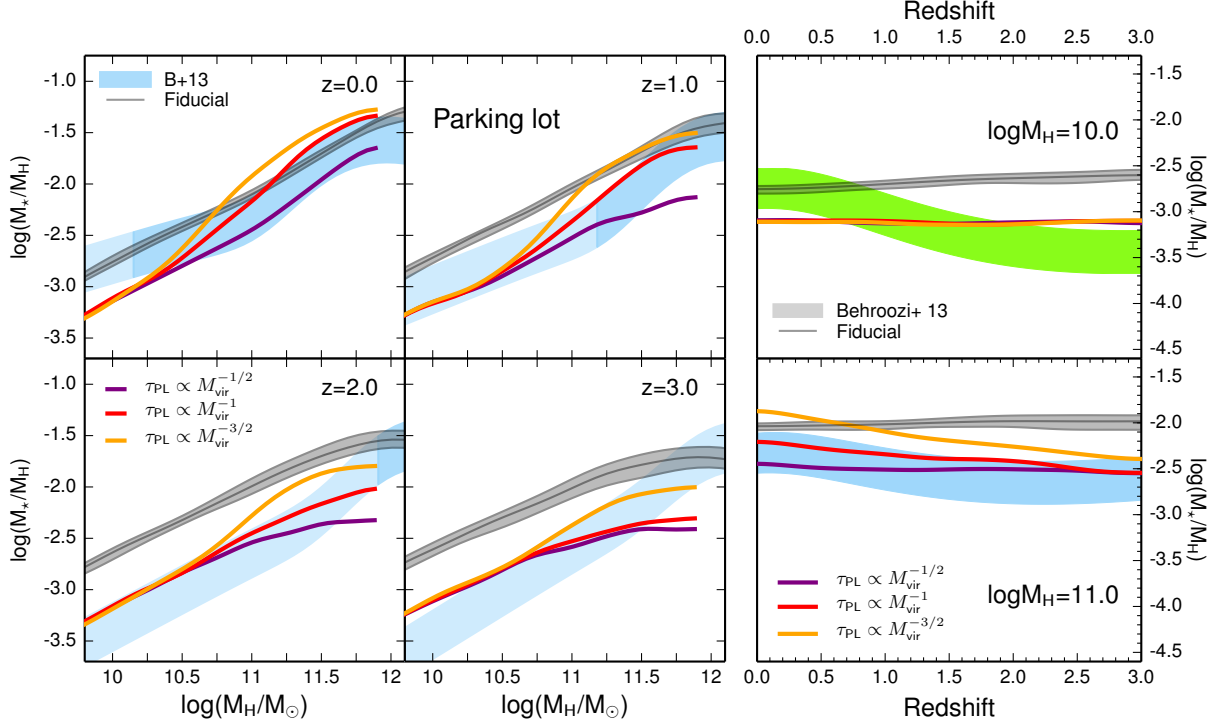 Redshift
0.0 0.5 1.0 1.5 2.0 2.5 3.0
B+13
Fiducial
z=0.0
-1.0
-1.5
-2.0
-2.5
-3.0
-3.5
log(M⋆/M_H)
Parking lot
z=1.0
logM_H=10.0
-1.5
-2.0
-2.5
-3.0
-3.5
-4.0
-4.5
log(M⋆/M_H)
Behroozi+ 13
Fiducial
τ_PL ∝ M_vir^{-1/2}
τ_PL ∝ M_vir^{-1}
τ_PL ∝ M_vir^{-3/2}
z=2.0
-1.0
-1.5
-2.0
-2.5
-3.0
-3.5
log(M⋆/M_H)
z=3.0
-1.5
-2.0
-2.5
-3.0
-3.5
-4.0
-4.5
log(M⋆/M_H)
τ_PL ∝ M_vir^{-1/2}
τ_PL ∝ M_vir^{-1}
τ_PL ∝ M_vir^{-3/2}
logM_H=11.0
10 10.5 11 11.5 12
log(M_H/M_⊙)
10 10.5 11 11.5 12
log(M_H/M_⊙)
0.0 0.5 1.0 1.5 2.0 2.5 3.0
Redshift